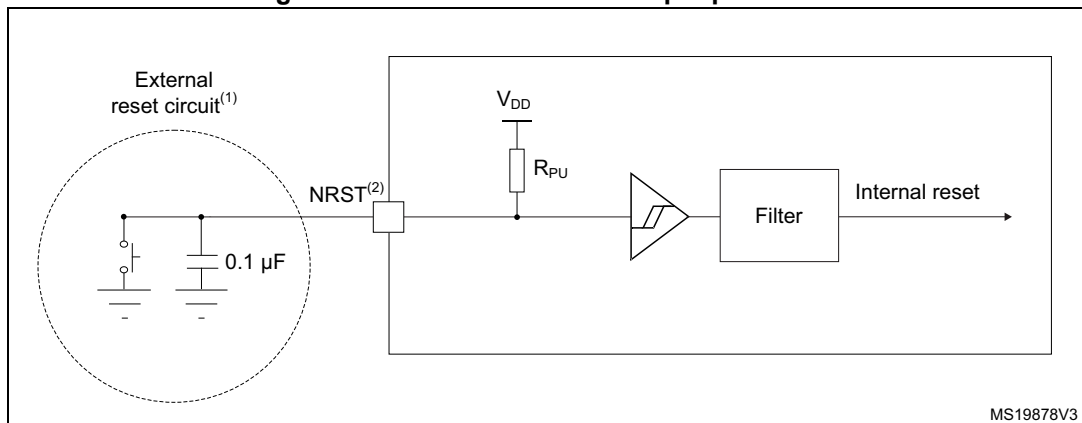 External
reset circuit(1)
VDD
RPU
NRST(2)
Filter
Internal reset
0.1 µF
MS19878V3